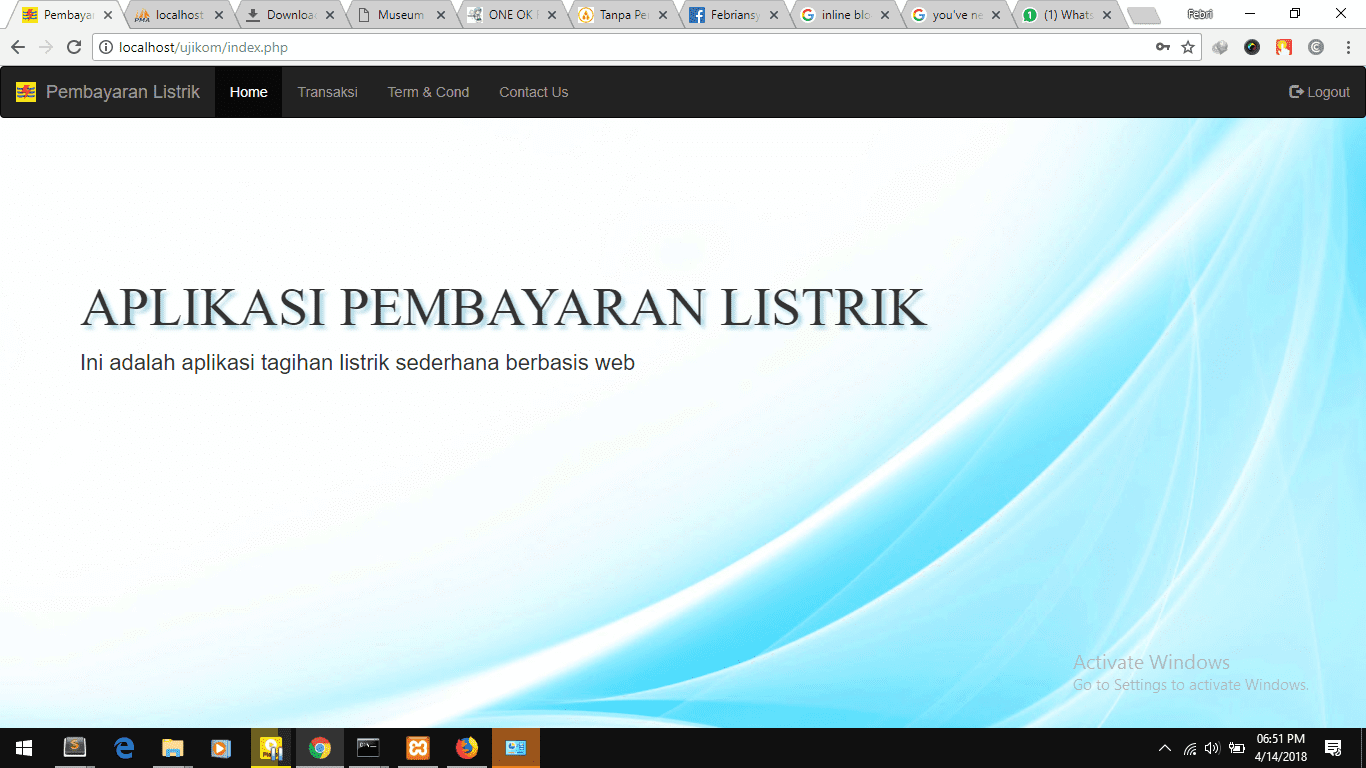 Pembayar
localhost
Downloa
Museum
ONE OK
Tanpa Pe
Febriansy
inline blo
you've ne
(1) Whats
Febri
localhost/ujikom/index.php
Pembayaran Listrik Home Transaksi Term & Cond Contact Us Logout
APLIKASI PEMBAYARAN LISTRIK
Ini adalah aplikasi tagihan listrik sederhana berbasis web
Activate Windows
Go to Settings to activate Windows.
06:51 PM
4/14/2018